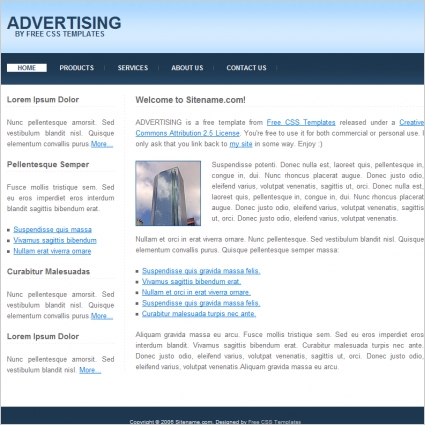 ADVERTISING
BY FREE CSS TEMPLATES
HOME PRODUCTS SERVICES ABOUT US CONTACT US
Lorem Ipsum Dolor
Nunc pellentesque amorsit. Sed
vestibulum blandit nisl. Quisque
elementum convallis purus More...
Pellentesque Semper
Fusce mollis tristique sem. Sed
eu eros imperdiet eros interdum
blandit sagittis bibendum erat.
Suspendisse quis massa
Vivamus sagittis bibendum
Nullam erat viverra ornare
Curabitur Malesuadas
Nunc pellentesque amorsit. Sed
vestibulum blandit nisl. Quisque
elementum convallis purus More...
Lorem Ipsum Dolor
Nunc pellentesque amorsit. Sed
vestibulum blandit nisl. More...
Welcome to Sitename.com!
ADVERTISING is a free template from Free CSS Templates released under a Creative
Commons Attribution 2.5 License. You're free to use it for both commercial or personal use. I
only ask that you link back to my site in some way. Enjoy :)
Suspendisse potenti. Donec nulla est, laoreet quis, pellentesque in,
congue in, dui. Nunc rhoncus placerat augue. Donec justo odio,
eleifend varius, volutpat venenatis, sagittis ut, orci. Donec nulla est,
laoreet quis, pellentesque in, congue in, dui. Nunc rhoncus placerat
augue. Donec justo odio, eleifend varius, volutpat venenatis, sagittis
ut, orci. Donec justo odio, eleifend varius, volutpat venenatis.
Nullam et orci in erat viverra ornare. Nunc pellentesque. Sed vestibulum blandit nisl. Quisque
elementum convallis purus. Quisque pellentesque semper massa:
Suspendisse quis gravida massa felis.
Vivamus sagittis bibendum erat.
Nullam et orci in erat viverra ornare.
Suspendisse quis gravida massa felis.
Curabitur malesuada turpis nec ante.
Aliquam gravida massa eu arcu. Fusce mollis tristique sem. Sed eu eros imperdiet eros
interdum blandit. Vivamus sagittis bibendum erat. Curabitur malesuada turpis nec ante.
Donec justo odio, eleifend varius, volutpat venenatis, sagittis ut, orci. Donec justo odio,
eleifend varius, volutpat venenatis.Aliquam gravida massa eu arcu.
Copyright © 2006 Sitename.com. Designed by Free CSS Templates